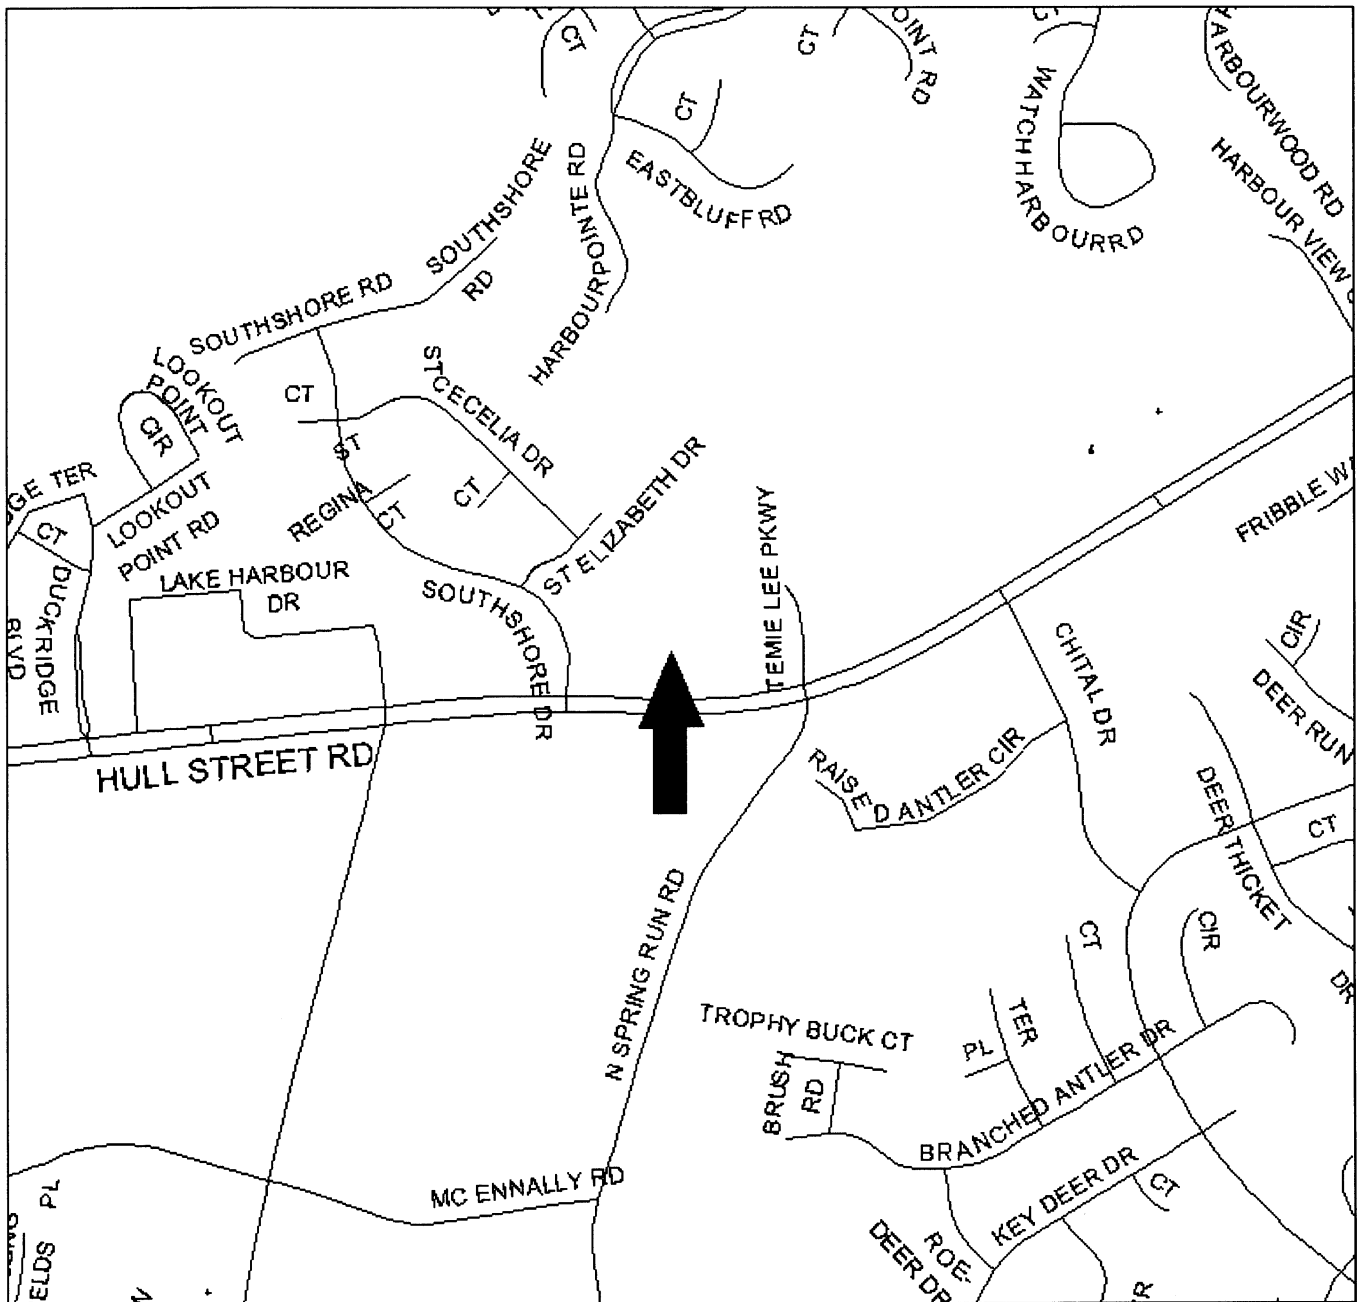 CT
CT
OINT RD
WATCHHARBOUR RD
HARBOURWOOD RD
CT
EASTBLUFF RD
HARBOUR VIEW
SOUTHSHORE
RD
HARBOURPOINTE RD
SOUTHSHORE RD
LOOKOUT
POINT
CIR
CT
ST CECELIA DR
ST
REGINA
CT
CT
ST ELIZABETH DR
GE TER
CT
LOOKOUT
POINT RD
LAKE HARBOUR
DR
DUCKRIDGE
BLVD
SOUTHSHORE DR
TEMIE LEE PKWY
FRIBBLE W
CHITAL DR
CIR
DEER RUN
HULL STREET RD
RAISED ANTLER CIR
DEER THICKET
CT
DR
N SPRING RUN RD
CT
CIR
TROPHY BUCK CT
BRUSH
RD
PL
TER
BRANCHED ANTLER DR
MC ENNALLY RD
KEY DEER DR
CT
ROE-
DEER DR
PL
ELDS